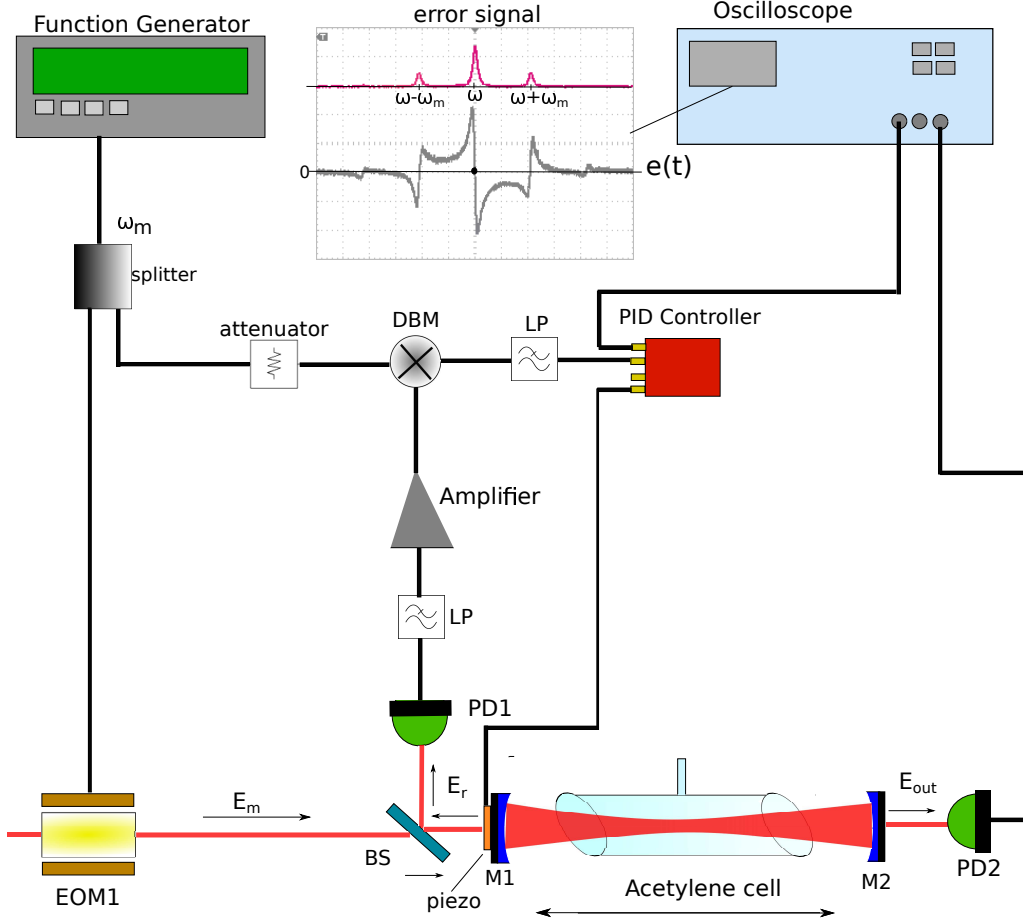 Function Generator
error signal
Oscilloscope
T
ω-ωm
ω
ω+ωm
0
e(t)
ωm
splitter
attenuator
DBM
LP
PID Controller
Amplifier
LP
PD1
Em
Er
Eout
BS
EOM1
piezo
M1
Acetylene cell
M2
PD2